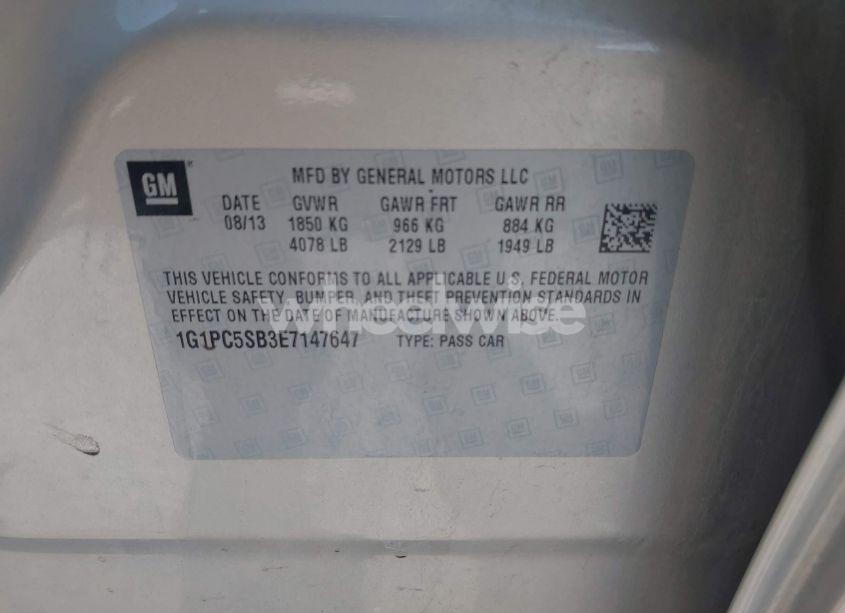 GM
MFD BY GENERAL MOTORS LLC
DATE GVWR GAWR FRT GAWR RR
08/13 1850 KG 966 KG 884 KG
4078 LB 2129 LB 1949 LB
THIS VEHICLE CONFORMS TO ALL APPLICABLE U.S. FEDERAL MOTOR
VEHICLE SAFETY, BUMPER, AND THEFT PREVENTION STANDARDS IN
EFFECT ON THE DATE OF MANUFACTURE SHOWN ABOVE.
wheelwise
1G1PC5SB3E7147647 TYPE: PASS CAR